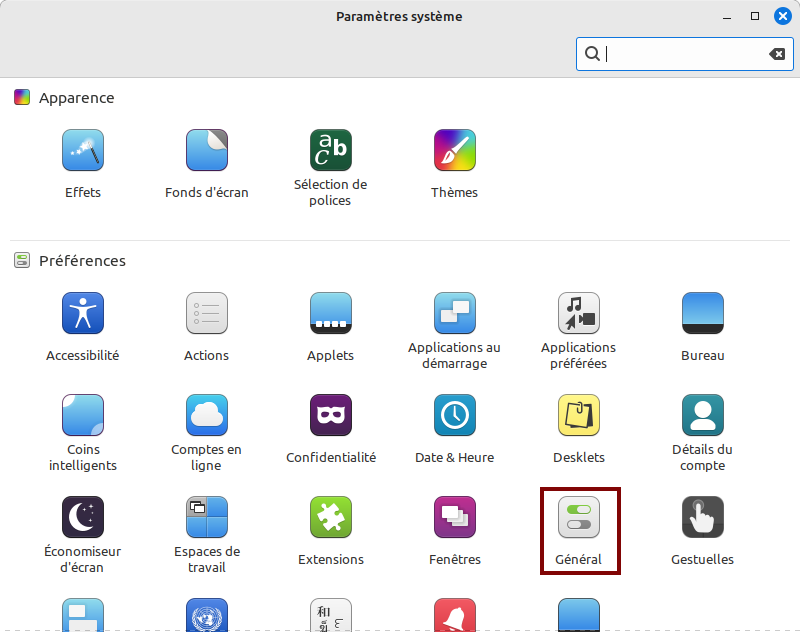 Paramètres système
Apparence
Effets
Fonds d'écran
Sélection de
polices
Thèmes
Préférences
Accessibilité
Actions
Applets
Applications au
démarrage
Applications
préférées
Bureau
Coins
intelligents
Comptes en
ligne
Confidentialité
Date & Heure
Desklets
Détails du
compte
Économiseur
d'écran
Espaces de
travail
Extensions
Fenêtres
Général
Gestuelles